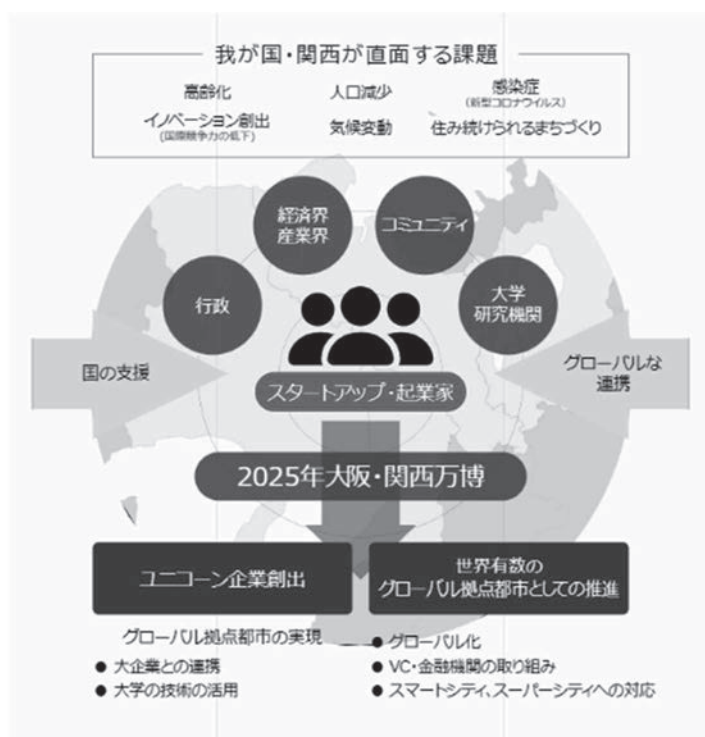 我が国・関西が直面する課題
高齢化 人口減少 感染症
(新型コロナウイルス)
イノベーション創出 気候変動 住み続けられるまちづくり
(国際競争力の低下)
経済界
産業界
コミュニティ
行政
大学
研究機関
国の支援
グローバルな
連携
スタートアップ・起業家
2025年大阪・関西万博
ユニコーン企業創出
世界有数の
グローバル拠点都市としての推進
グローバル拠点都市の実現
● 大企業との連携
● 大学の技術の活用
● グローバル化
● VC・金融機関の取り組み
● スマートシティ、スーパーシティへの対応